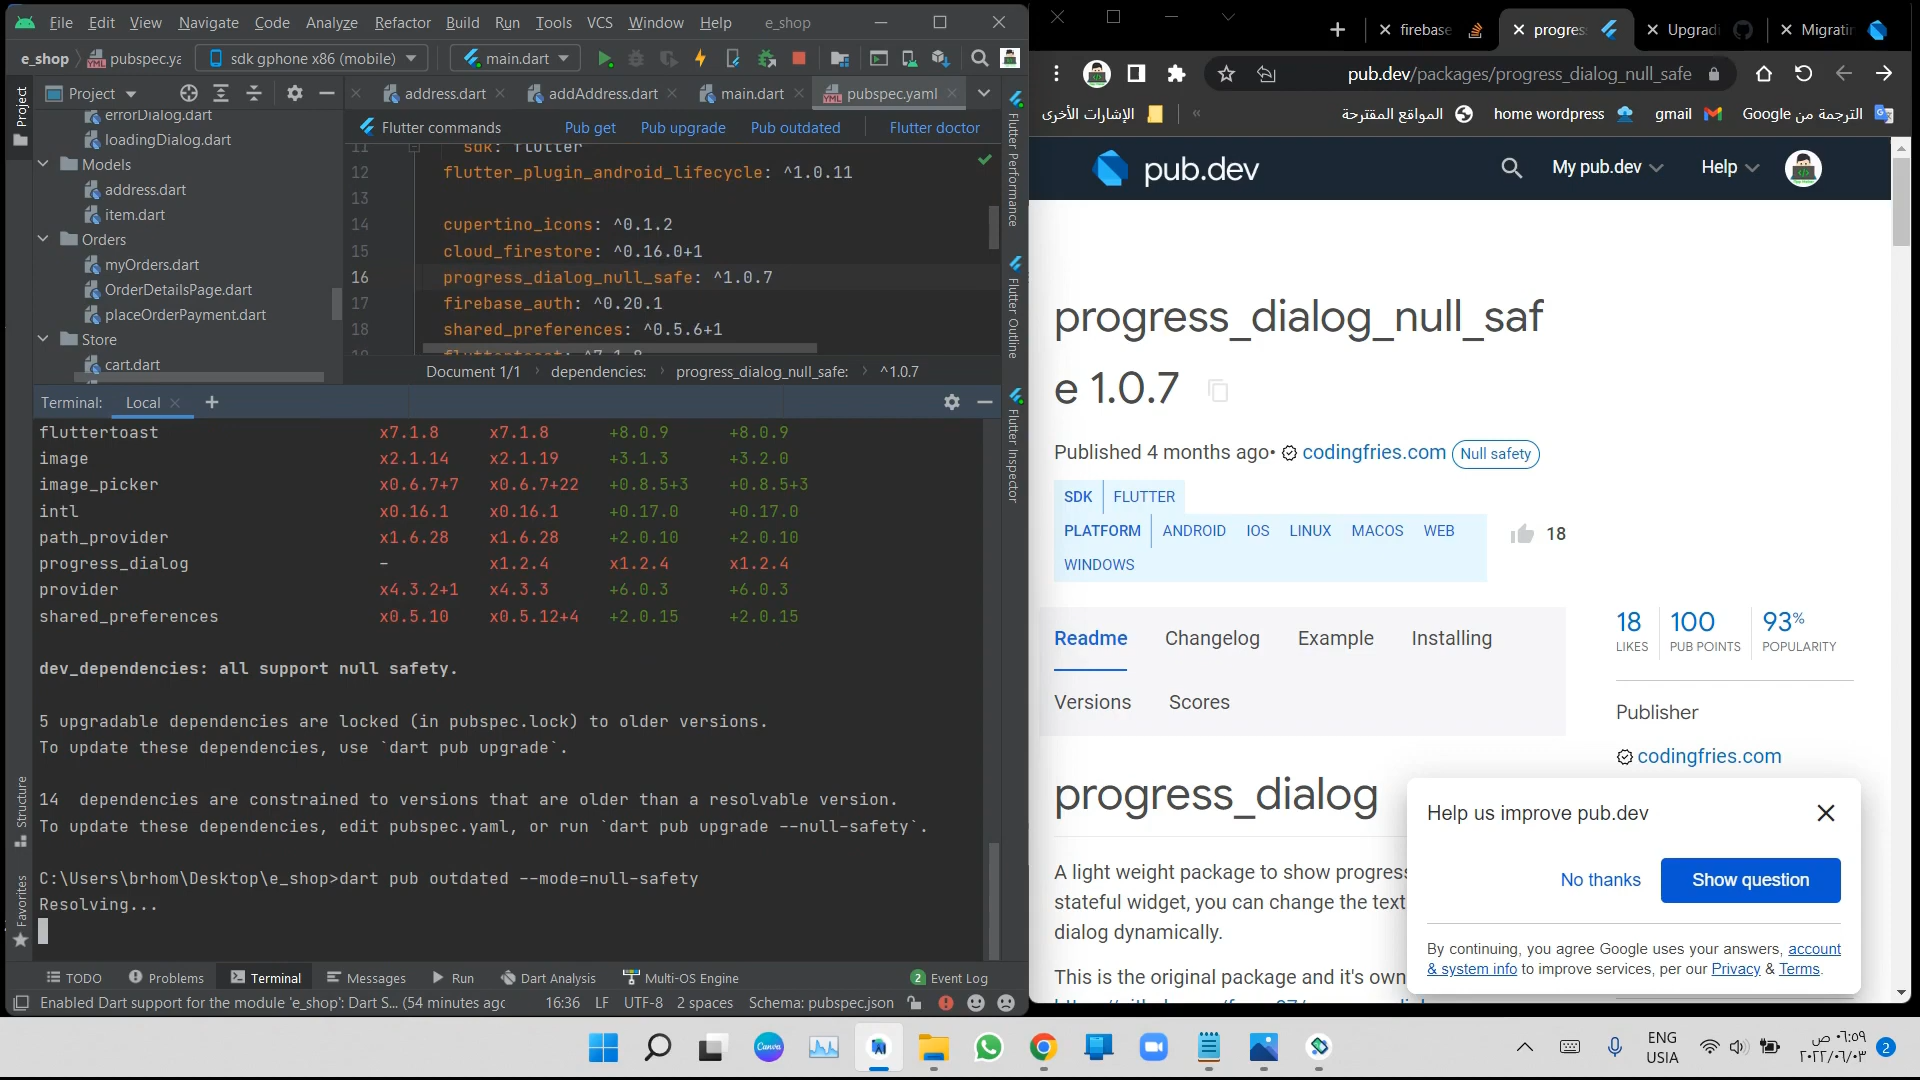 File Edit View Navigate Code Analyze Refactor Build Run Tools VCS Window Help e_shop
e_shop pubspec.ya sdk gphone x86 (mobile) main.dart
Project address.dart addAddress.dart main.dart pubspec.yaml
Flutter commands Pub get Pub upgrade Pub outdated Flutter doctor
Project
errorDialog.dart
loadingDialog.dart
Models
address.dart
item.dart
Orders
myOrders.dart
OrderDetailsPage.dart
placeOrderPayment.dart
Store
cart.dart
11 sdk: flutter
12 flutter_plugin_android_lifecycle: ^1.0.11
13
14 cupertino_icons: ^0.1.2
15 cloud_firestore: ^0.16.0+1
16 progress_dialog_null_safe: ^1.0.7
17 firebase_auth: ^0.20.1
18 shared_preferences: ^0.5.6+1
19 fluttertoast: ^7.1.8
Document 1/1 dependencies: progress_dialog_null_safe: ^1.0.7
Flutter Performance
Flutter Outline
Flutter Inspector
Terminal: Local
fluttertoast x7.1.8 x7.1.8 +8.0.9 +8.0.9
image x2.1.14 x2.1.19 +3.1.3 +3.2.0
image_picker x0.6.7+7 x0.6.7+22 +0.8.5+3 +0.8.5+3
intl x0.16.1 x0.16.1 +0.17.0 +0.17.0
path_provider x1.6.28 x1.6.28 +2.0.10 +2.0.10
progress_dialog - x1.2.4 x1.2.4 x1.2.4
provider x4.3.2+1 x4.3.3 +6.0.3 +6.0.3
shared_preferences x0.5.10 x0.5.12+4 +2.0.15 +2.0.15
dev_dependencies: all support null safety.
5 upgradable dependencies are locked (in pubspec.lock) to older versions.
To update these dependencies, use `dart pub upgrade`.
14 dependencies are constrained to versions that are older than a resolvable version.
To update these dependencies, edit pubspec.yaml, or run `dart pub upgrade --null-safety`.
C:\Users\brhom\Desktop\e_shop>dart pub outdated --mode=null-safety
Resolving...
Structure
Favorites
TODO Problems Terminal Messages Run Dart Analysis Multi-OS Engine 2 Event Log
Enabled Dart support for the module 'e_shop': Dart S... (54 minutes agc 16:36 LF UTF-8 2 spaces Schema: pubspec.json
firebase progres Upgradi Migratin
pub.dev/packages/progress_dialog_null_safe
الإشارات الأخرى « المواقع المقترحة home wordpress gmail الترجمة من Google
pub.dev My pub.dev Help
progress_dialog_null_saf
e 1.0.7
Published 4 months ago• codingfries.com Null safety
SDK FLUTTER
PLATFORM ANDROID IOS LINUX MACOS WEB
WINDOWS
18
Readme Changelog Example Installing
Versions Scores
18 100 93%
LIKES PUB POINTS POPULARITY
Publisher
codingfries.com
progress_dialog
A light weight package to show progress
stateful widget, you can change the text
dialog dynamically.
This is the original package and it's own
Help us improve pub.dev
No thanks Show question
By continuing, you agree Google uses your answers, account
& system info to improve services, per our Privacy & Terms.
Canva
ENG
USIA
٠٦:٥٩ ص
٢٠٢٢/٠٦/٠٣
2